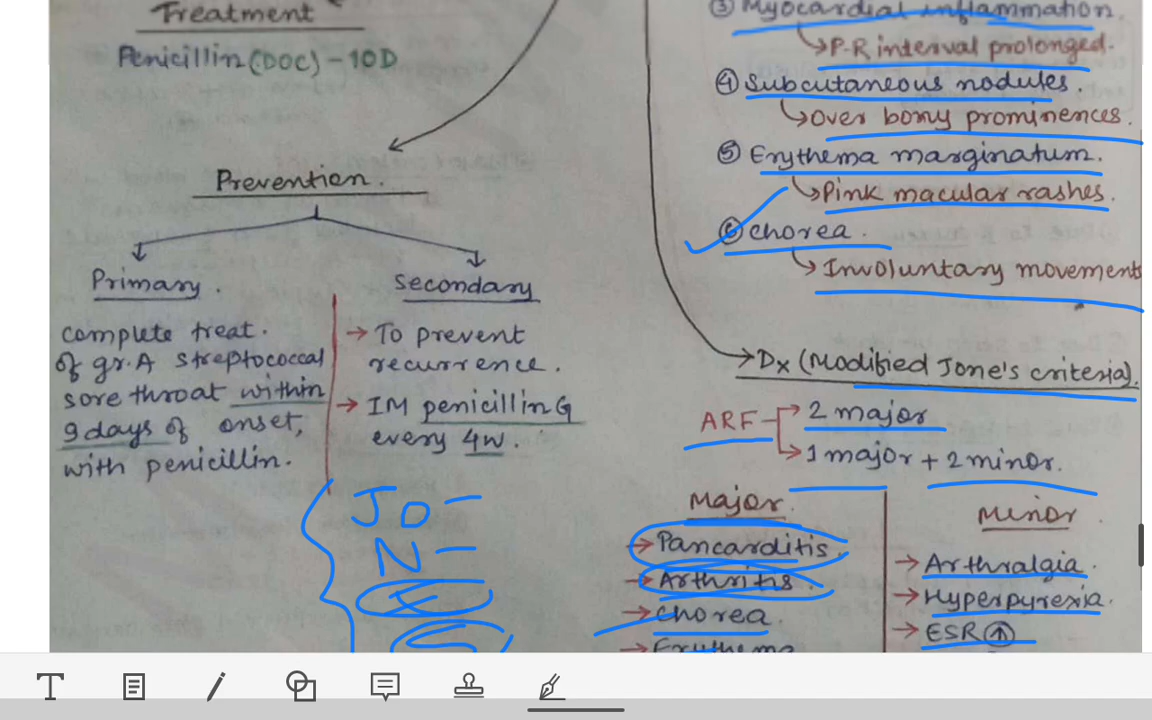 Treatment
Penicillin (DOC) - 10D
Prevention.
Primary.
complete treat.
of gr. A streptococcal
sore throat within
9 days of onset,
with penicillin.
Secondary
→ To prevent
recurrence.
→ IM penicillin G
every 4w.
JO
N
E
③ Myocardial inflammation.
↳ P-R interval prolonged.
④ Subcutaneous nodules.
↳ over bony prominences.
⑤ Erythema marginatum.
↳ Pink macular rashes.
⑥ chorea.
↳ Involuntary movement
→ Dx (Modified Jone's criteria).
ARF → 2 major
→ 1 major + 2 minor.
Major.
→ Pancarditis.
→ Arthritis.
→ chorea
→ Erythema
Minor.
→ Arthralgia.
→ Hyperpyrexia.
→ ESR ↑
T